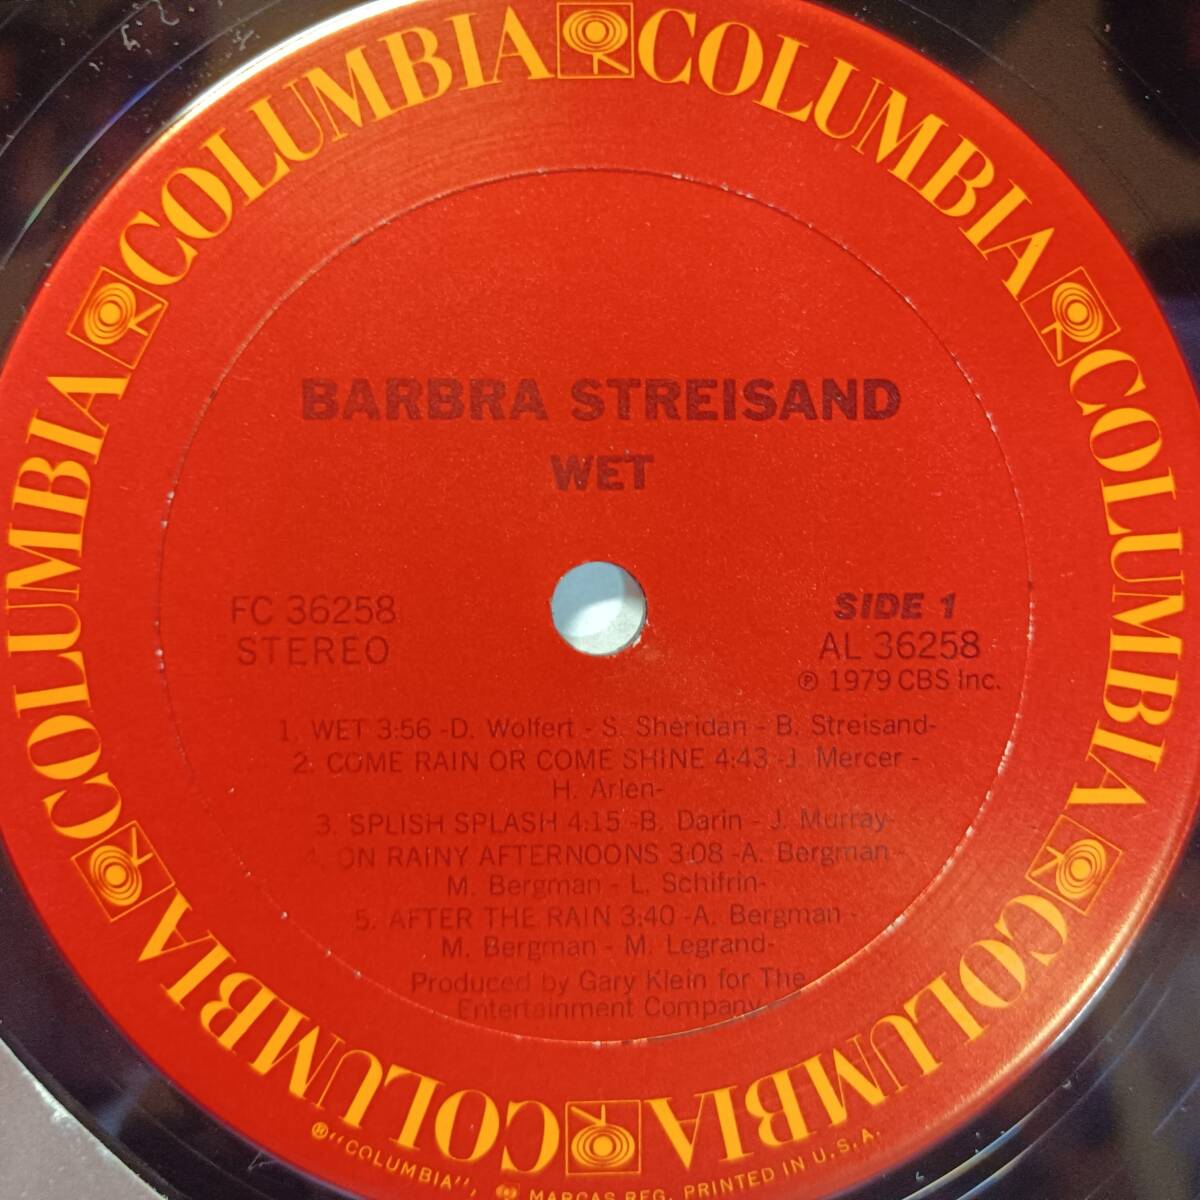 COLUMBIA COLUMBIA COLUMBIA COLUMBIA COLUMBIA COLUMBIA COLUMBIA COLUMBIA
BARBRA STREISAND
WET
FC 36258
STEREO
SIDE 1
AL 36258
℗ 1979 CBS Inc.
1. WET 3:56 -D. Wolfert - S. Sheridan - B. Streisand-
2. COME RAIN OR COME SHINE 4:43 -J. Mercer -
H. Arlen-
3. SPLISH SPLASH 4:15 -B. Darin - J. Murray-
4. ON RAINY AFTERNOONS 3:08 -A. Bergman -
M. Bergman - L. Schifrin-
5. AFTER THE RAIN 3:40 -A. Bergman -
M. Bergman - M. Legrand-
Produced by Gary Klein for The
Entertainment Company
®"COLUMBIA", MARCAS REG. PRINTED IN U.S.A.